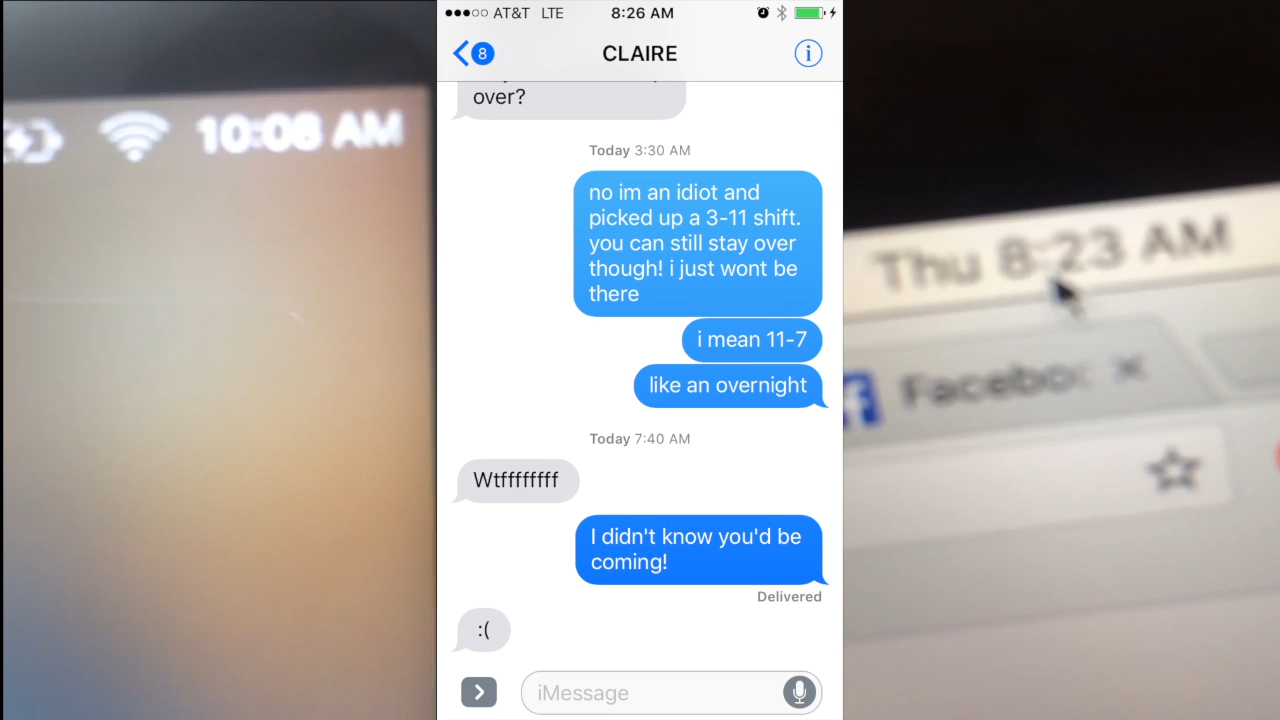 10:08 AM
AT&T LTE 8:26 AM
8 CLAIRE
over?
Today 3:30 AM
no im an idiot and
picked up a 3-11 shift.
you can still stay over
though! i just wont be
there
i mean 11-7
like an overnight
Today 7:40 AM
Wtffffffff
I didn't know you'd be
coming!
Delivered
:(
iMessage
Thu 8:23 AM